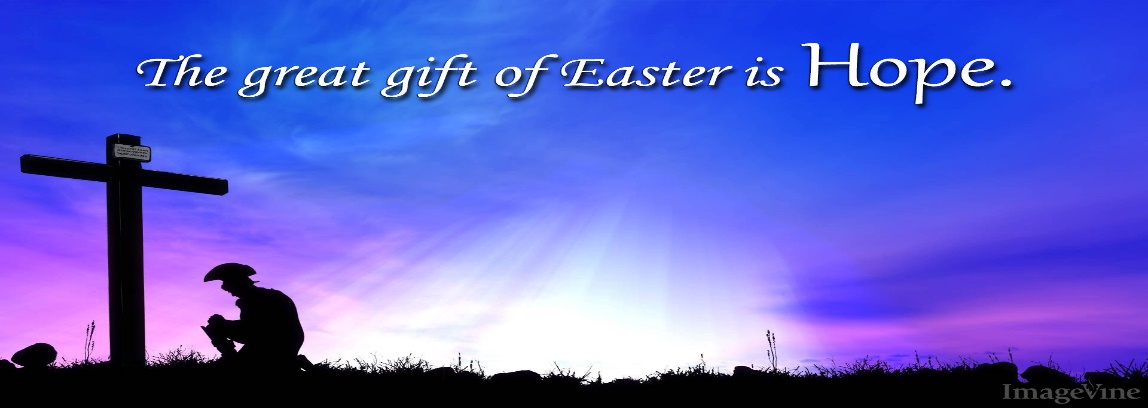 The great gift of Easter is Hope.
ImageVine